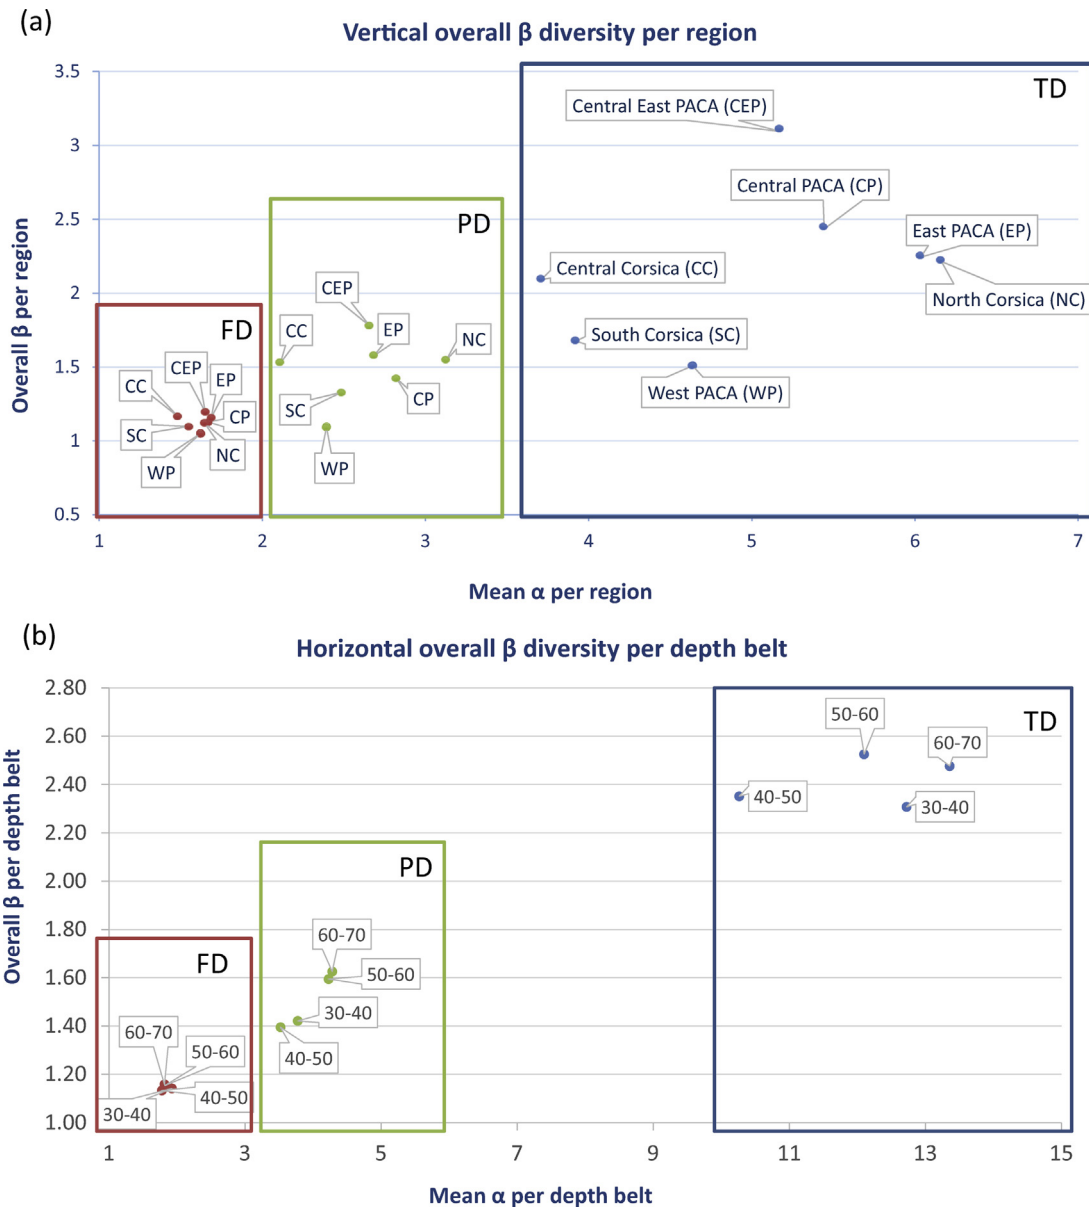 (a)
Vertical overall β diversity per region
3.5
TD
Central East PACA (CEP)
3
Central PACA (CP)
2.5
PD
East PACA (EP)
Overall β per region
CEP
Central Corsica (CC)
2
North Corsica (NC)
FD
CC
EP
NC
South Corsica (SC)
1.5
CEP
EP
CC
CP
West PACA (WP)
SC
CP
SC
1
WP
NC
WP
0.5
1
2
3
4
5
6
7
Mean α per region
(b)
Horizontal overall β diversity per depth belt
2.80
50-60
TD
2.60
60-70
2.40
40-50
30-40
2.20
PD
2.00
Overall β per depth belt
1.80
60-70
FD
50-60
1.60
30-40
1.40
60-70
50-60
40-50
1.20
40-50
30-40
1.00
1
3
5
7
9
11
13
15
Mean α per depth belt